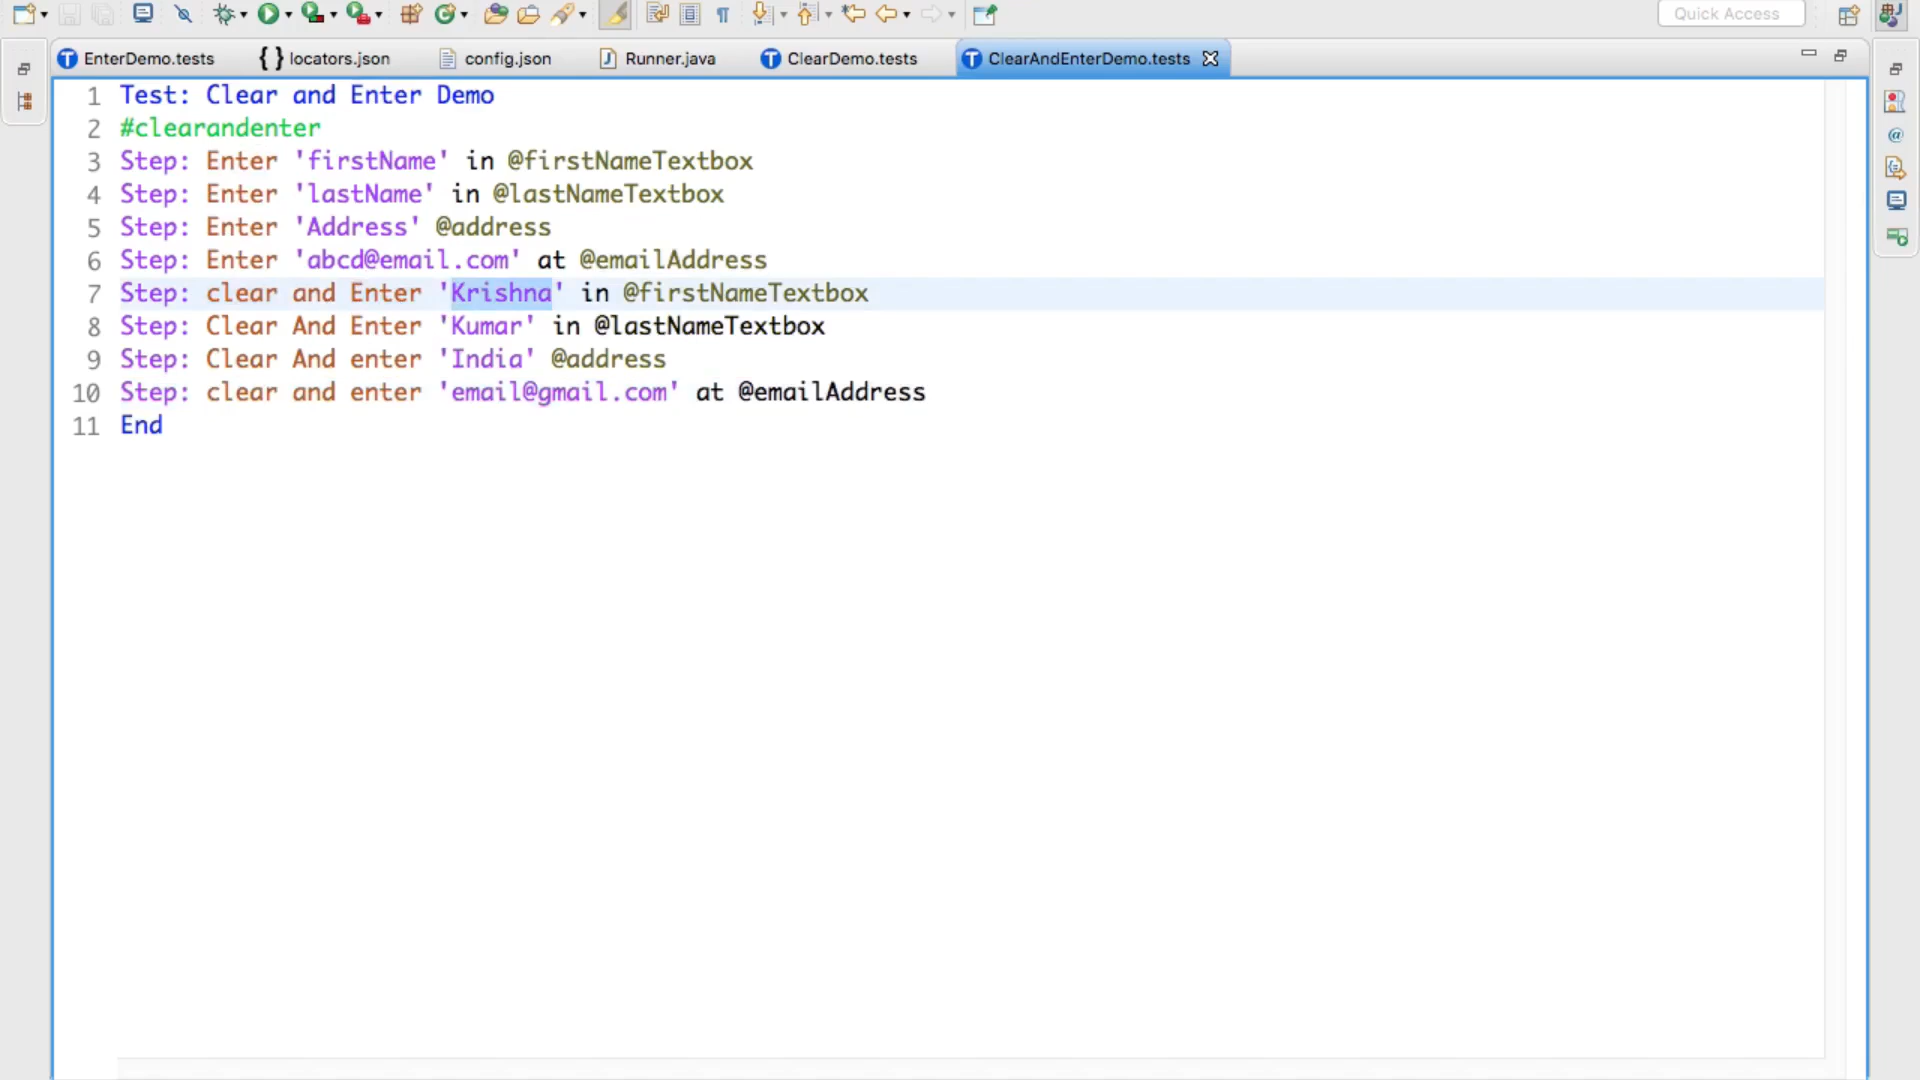 Quick Access
EnterDemo.tests { } locators.json config.json Runner.java ClearDemo.tests ClearAndEnterDemo.tests
1 Test: Clear and Enter Demo
2 #clearandenter
3 Step: Enter 'firstName' in @firstNameTextbox
4 Step: Enter 'lastName' in @lastNameTextbox
5 Step: Enter 'Address' @address
6 Step: Enter 'abcd@email.com' at @emailAddress
7 Step: clear and Enter 'Krishna' in @firstNameTextbox
8 Step: Clear And Enter 'Kumar' in @lastNameTextbox
9 Step: Clear And enter 'India' @address
10 Step: clear and enter 'email@gmail.com' at @emailAddress
11 End